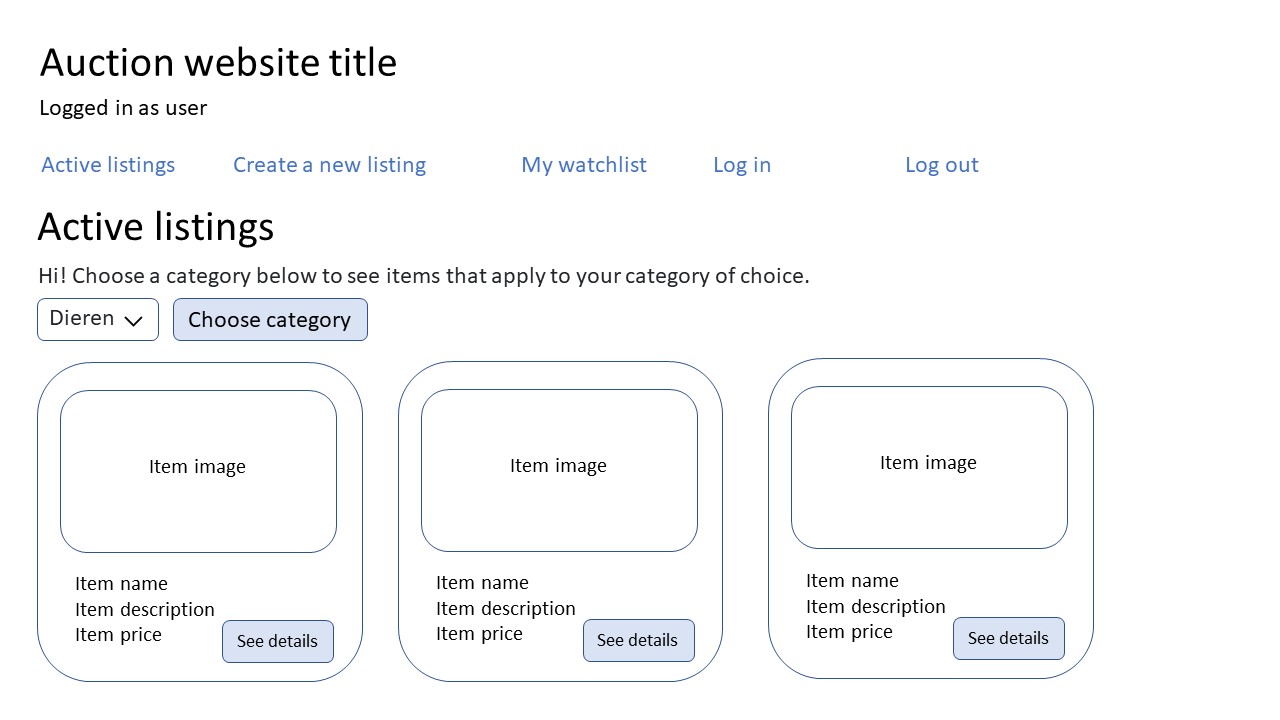 Auction website title
Logged in as user
Active listings Create a new listing My watchlist Log in Log out
Active listings
Hi! Choose a category below to see items that apply to your category of choice.
Dieren Choose category
Item image
Item name
Item description
Item price
See details
Item image
Item name
Item description
Item price
See details
Item image
Item name
Item description
Item price
See details